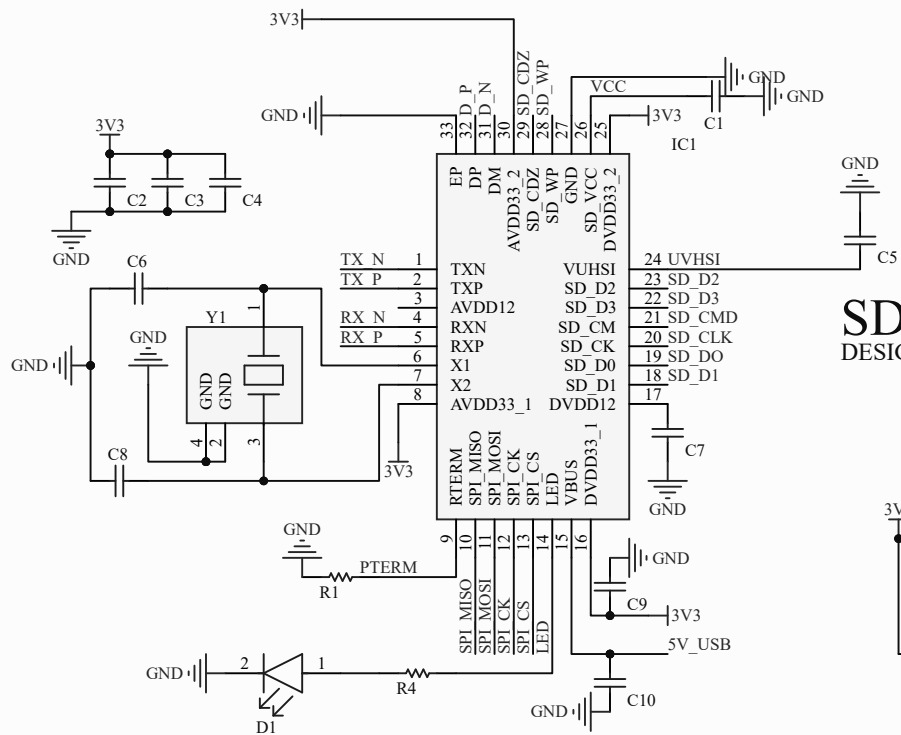 3V3
GND
33
32 D_P
31 D_N
30
29 SD_CDZ
28 SD_WP
27
26
25
VCC
GND
C1
GND
3V3
IC1
3V3
C2
C3
C4
GND
EP
DP
DM
AVDD33_2
SD_CDZ
SD_WP
GND
SD_VCC
DVDD33_2
GND
C5
TX_N 1 TXN
TX_P 2 TXP
3 AVDD12
RX_N 4 RXN
RX_P 5 RXP
6 X1
7 X2
8 AVDD33_1
VUHSI 24 UVHSI
SD_D2 23 SD_D2
SD_D3 22 SD_D3
SD_CM 21 SD_CMD
SD_CK 20 SD_CLK
SD_D0 19 SD_DO
SD_D1 18 SD_D1
DVDD12 17
C6
Y1
1
GND
GND
GND
GND
4
2
3
C8
3V3
C7
GND
SD
DESIG
RTERM
SPI_MISO
SPI_MOSI
SPI_CK
SPI_CS
LED
VBUS
DVDD33_1
9
10
11
12
13
14
15
16
GND
R1
PTERM
SPI_MISO
SPI_MOSI
SPI_CK
SPI_CS
LED
GND
C9
3V3
5V_USB
C10
GND
GND
2
1
D1
R4
3V